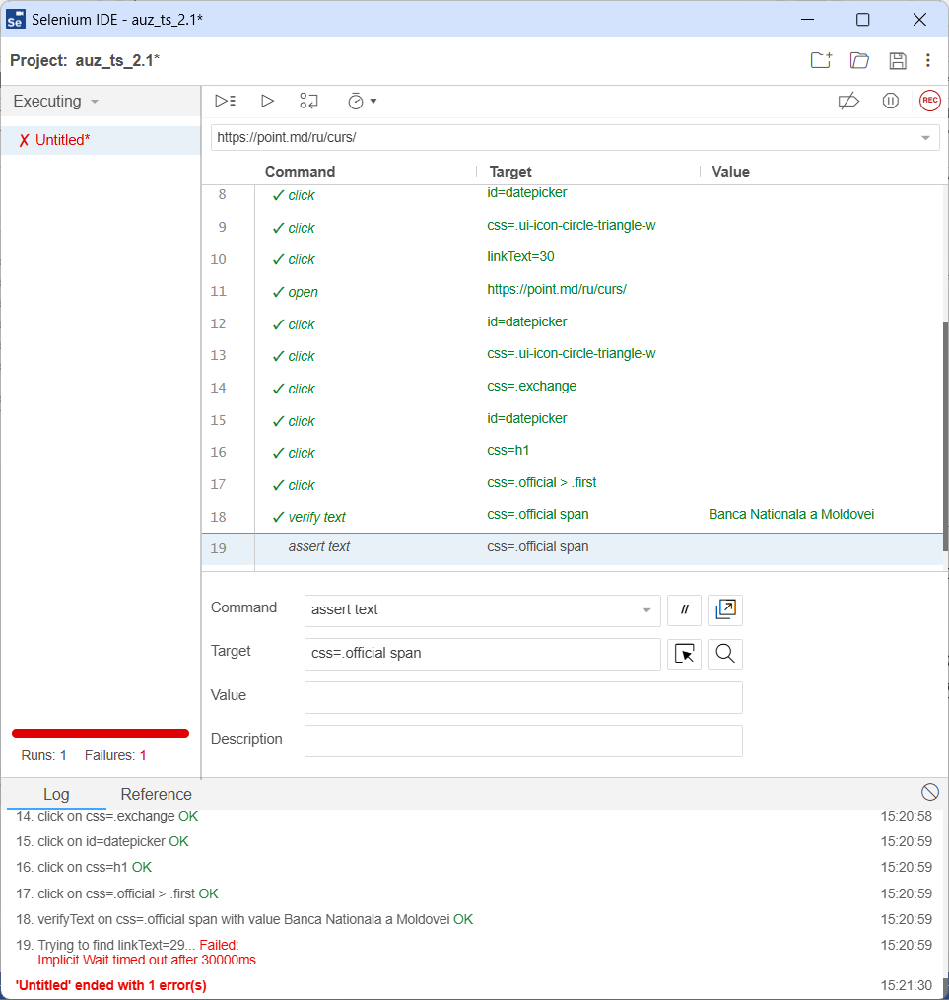 Se Selenium IDE - auz_ts_2.1*
Project: auz_ts_2.1*
Executing
REC
✗ Untitled*
https://point.md/ru/curs/
Command Target Value
8 ✓ click id=datepicker
9 ✓ click css=.ui-icon-circle-triangle-w
10 ✓ click linkText=30
11 ✓ open https://point.md/ru/curs/
12 ✓ click id=datepicker
13 ✓ click css=.ui-icon-circle-triangle-w
14 ✓ click css=.exchange
15 ✓ click id=datepicker
16 ✓ click css=h1
17 ✓ click css=.official > .first
18 ✓ verify text css=.official span Banca Nationala a Moldovei
19 assert text css=.official span
Command assert text //
Target css=.official span
Value
Description
Runs: 1 Failures: 1
Log Reference
14. click on css=.exchange OK 15:20:58
15. click on id=datepicker OK 15:20:59
16. click on css=h1 OK 15:20:59
17. click on css=.official > .first OK 15:20:59
18. verifyText on css=.official span with value Banca Nationala a Moldovei OK 15:20:59
19. Trying to find linkText=29... Failed: 15:20:59
Implicit Wait timed out after 30000ms
'Untitled' ended with 1 error(s) 15:21:30